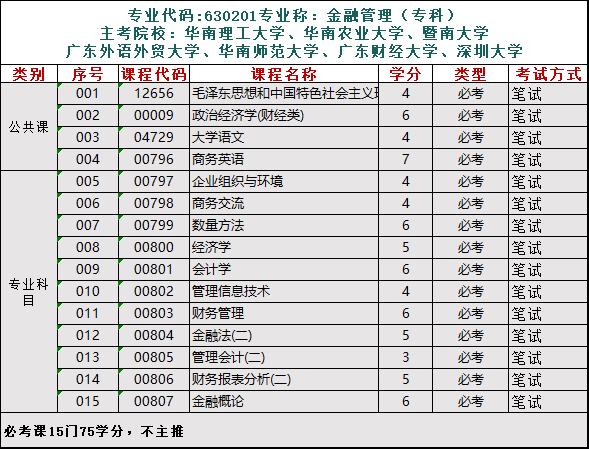 专业代码:630201专业称：金融管理（专科）
主考院校：华南理工大学、华南农业大学、暨南大学
广东外语外贸大学、华南师范大学、广东财经大学、深圳大学
类别 序号 课程代码 课程名称 学分 类型 考试方式
公共课
001 12656 毛泽东思想和中国特色社会主义 4 必考 笔试
002 00009 政治经济学(财经类) 6 必考 笔试
003 04729 大学语文 4 必考 笔试
004 00796 商务英语 7 必考 笔试
专业科目
005 00797 企业组织与环境 4 必考 笔试
006 00798 商务交流 4 必考 笔试
007 00799 数量方法 6 必考 笔试
008 00800 经济学 5 必考 笔试
009 00801 会计学 6 必考 笔试
010 00802 管理信息技术 4 必考 笔试
011 00803 财务管理 6 必考 笔试
012 00804 金融法(二) 5 必考 笔试
013 00805 管理会计(二) 3 必考 笔试
014 00806 财务报表分析(二) 5 必考 笔试
015 00807 金融概论 6 必考 笔试
必考课15门75学分，不主推